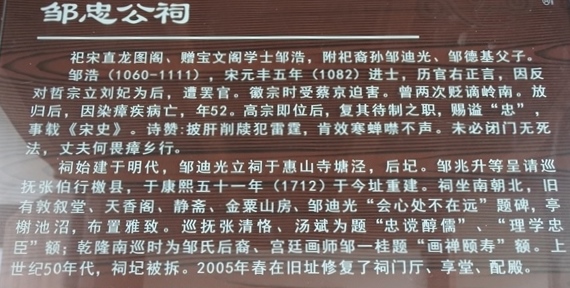 邹忠公祠
祀宋直龙图阁、赠宝文阁学士邹浩，附祀裔孙邹迪光、邹德基父子。
邹浩（1060-1111），宋元丰五年（1082）进士，历官右正言，因反
对哲宗立刘妃为后，遭罢官。徽宗时受蔡京迫害。曾两次贬谪岭南。放
归后，因染瘴疾病亡，年52。高宗即位后，复其待制之职，赐谥“忠”，
事载《宋史》。诗赞：披肝削牍犯雷霆，肯效寒蝉噤不声。未必闭门无死
法，丈夫何畏瘴乡行。
祠始建于明代，邹迪光立祠于惠山寺塘泾，后圮。邹兆升等呈请巡
抚张伯行檄县，于康熙五十一年（1712）于今址重建。祠坐南朝北，旧
有敦叙堂、天香阁、静斋、金粟山房、邹迪光“会心处不在远”题碑，亭
榭池沼，布置雅致。巡抚张清恪、汤斌为题“忠谠醇儒”、“理学忠
臣”额；乾隆南巡时为邹氏后裔、宫廷画师邹一桂题“画禅颐寿”额。上
世纪50年代，祠圮被拆。2005年春在旧址修复了祠门厅、享堂、配殿。